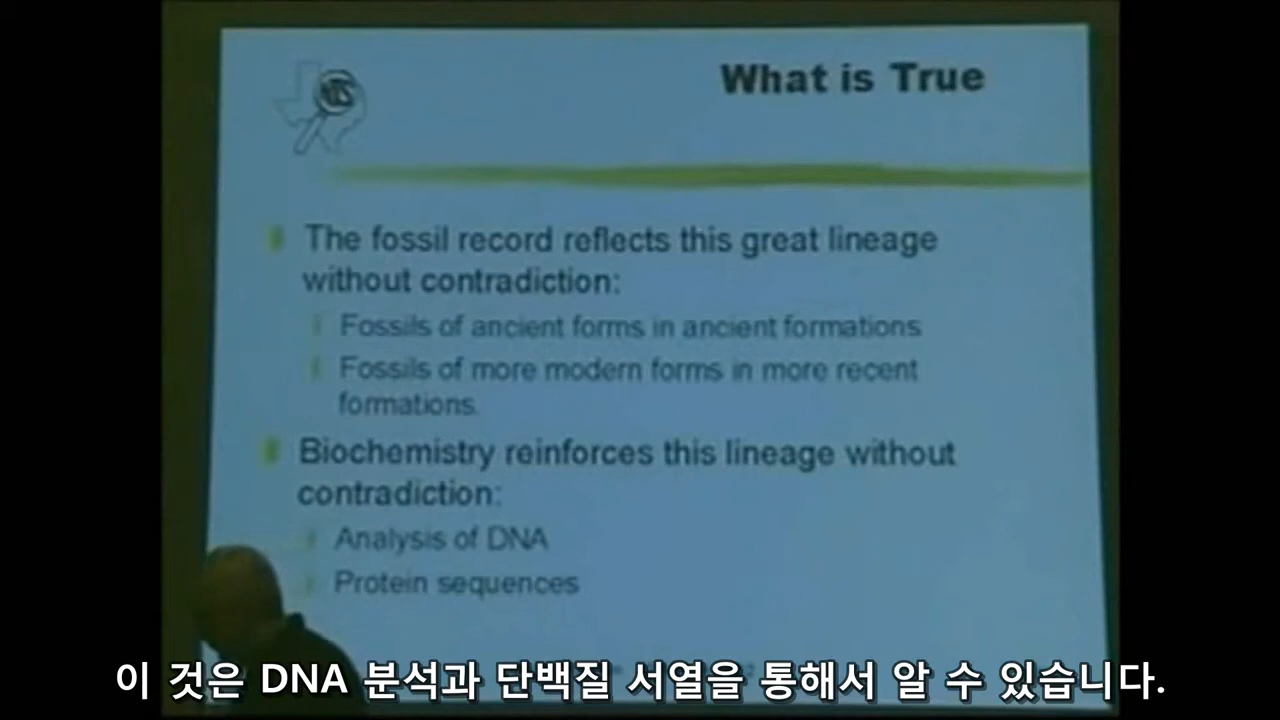 What is True
The fossil record reflects this great lineage
without contradiction:
Fossils of ancient forms in ancient formations
Fossils of more modern forms in more recent
formations.
Biochemistry reinforces this lineage without
contradiction:
Analysis of DNA
Protein sequences
이 것은 DNA 분석과 단백질 서열을 통해서 알 수 있습니다.